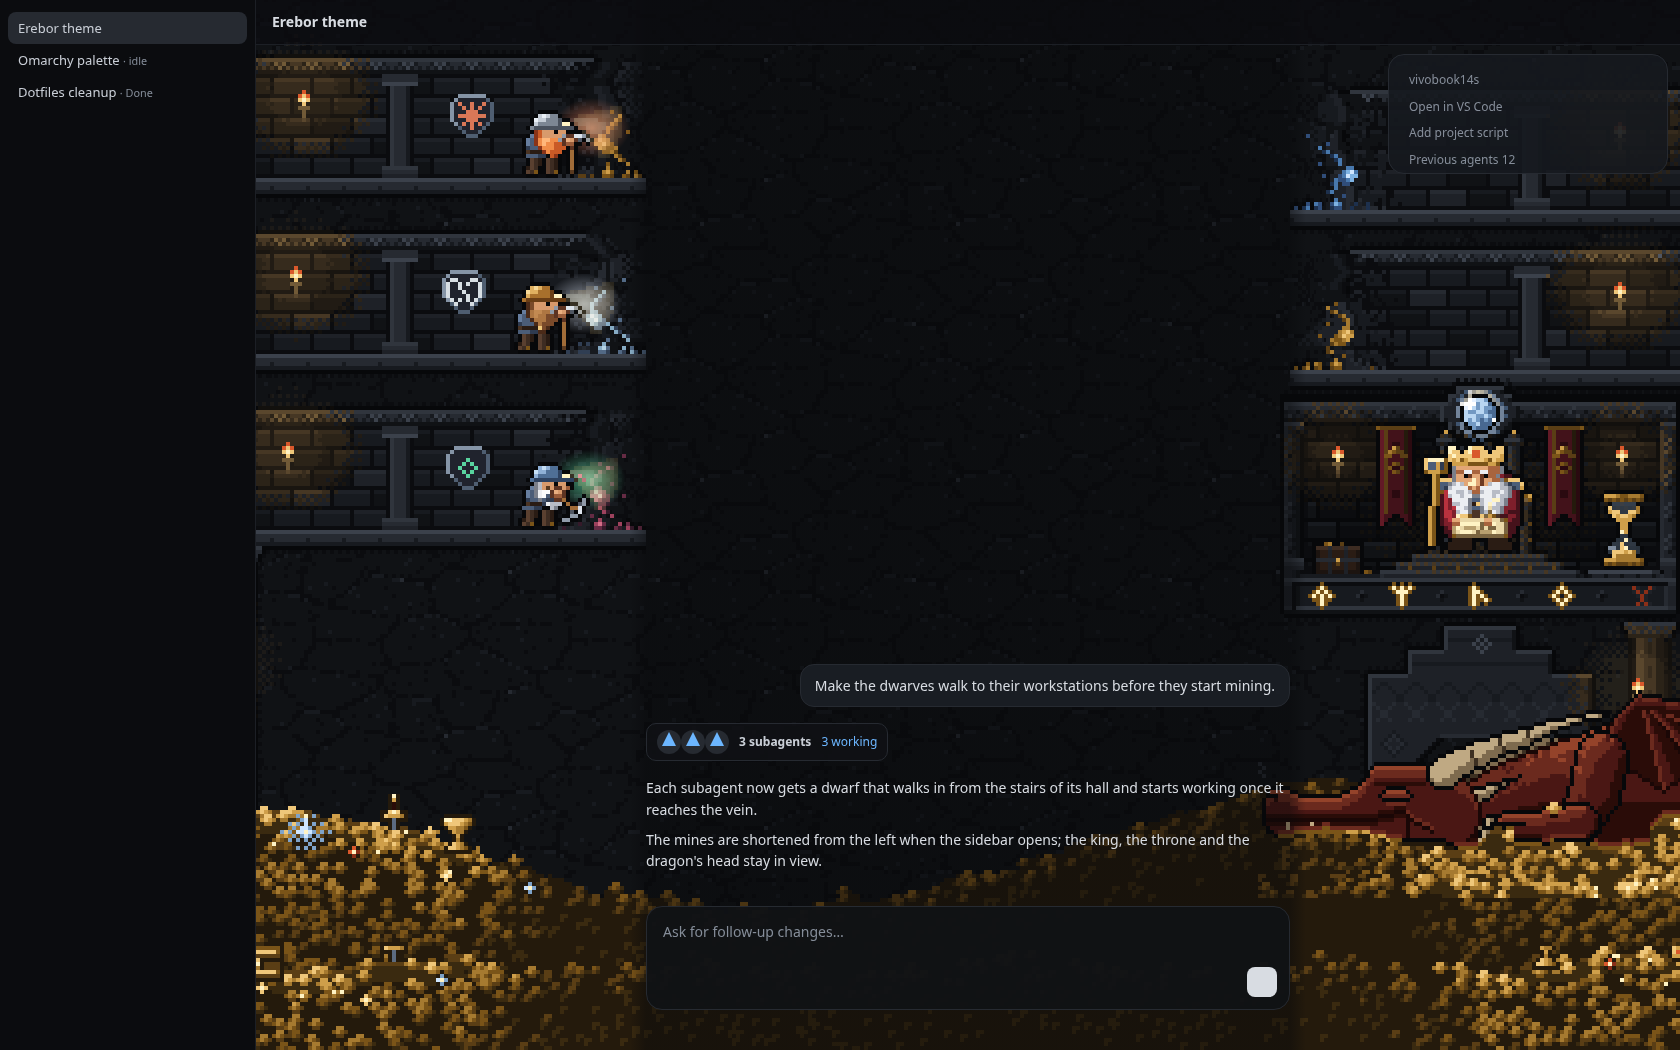 Erebor theme
Omarchy palette · idle
Dotfiles cleanup · Done
Erebor theme
vivobook14s
Open in VS Code
Add project script
Previous agents 12
Make the dwarves walk to their workstations before they start mining.
3 subagents 3 working
Each subagent now gets a dwarf that walks in from the stairs of its hall and starts working once it
reaches the vein.
The mines are shortened from the left when the sidebar opens; the king, the throne and the
dragon's head stay in view.
Ask for follow-up changes...